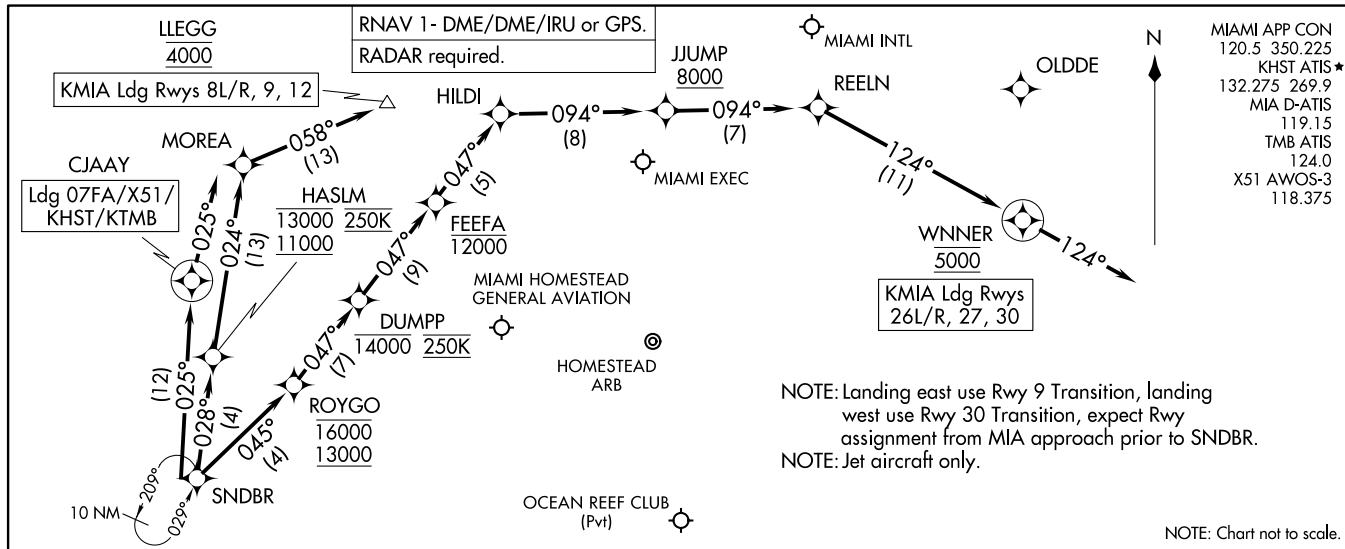 RNAV 1- DME/DME/IRU or GPS.
RADAR required.
LLEGG
4000
KMIA Ldg Rwys 8L/R, 9, 12
MIAMI INTL
N
MIAMI APP CON
120.5 350.225
KHST ATIS★
132.275 269.9
MIA D-ATIS
119.15
TMB ATIS
124.0
X51 AWOS-3
118.375
JJUMP
8000
HILDI
094°
(8)
094°
(7)
REELN
OLDDE
MOREA
058°
(13)
CJAAY
Ldg 07FA/X51/
KHST/KTMB
025°
024°
(13)
HASLM
13000 250K
11000
047°
(5)
FEEFA
12000
MIAMI EXEC
124°
(11)
WNNER
5000
124°
KMIA Ldg Rwys
26L/R, 27, 30
047°
(9)
MIAMI HOMESTEAD
GENERAL AVIATION
DUMPP
14000 250K
HOMESTEAD
ARB
047°
(7)
ROYGO
16000
13000
(12)
025°
028°
(4)
045°
(4)
SNDBR
209°
029°
10 NM
NOTE: Landing east use Rwy 9 Transition, landing
west use Rwy 30 Transition, expect Rwy
assignment from MIA approach prior to SNDBR.
NOTE: Jet aircraft only.
OCEAN REEF CLUB
(Pvt)
NOTE: Chart not to scale.